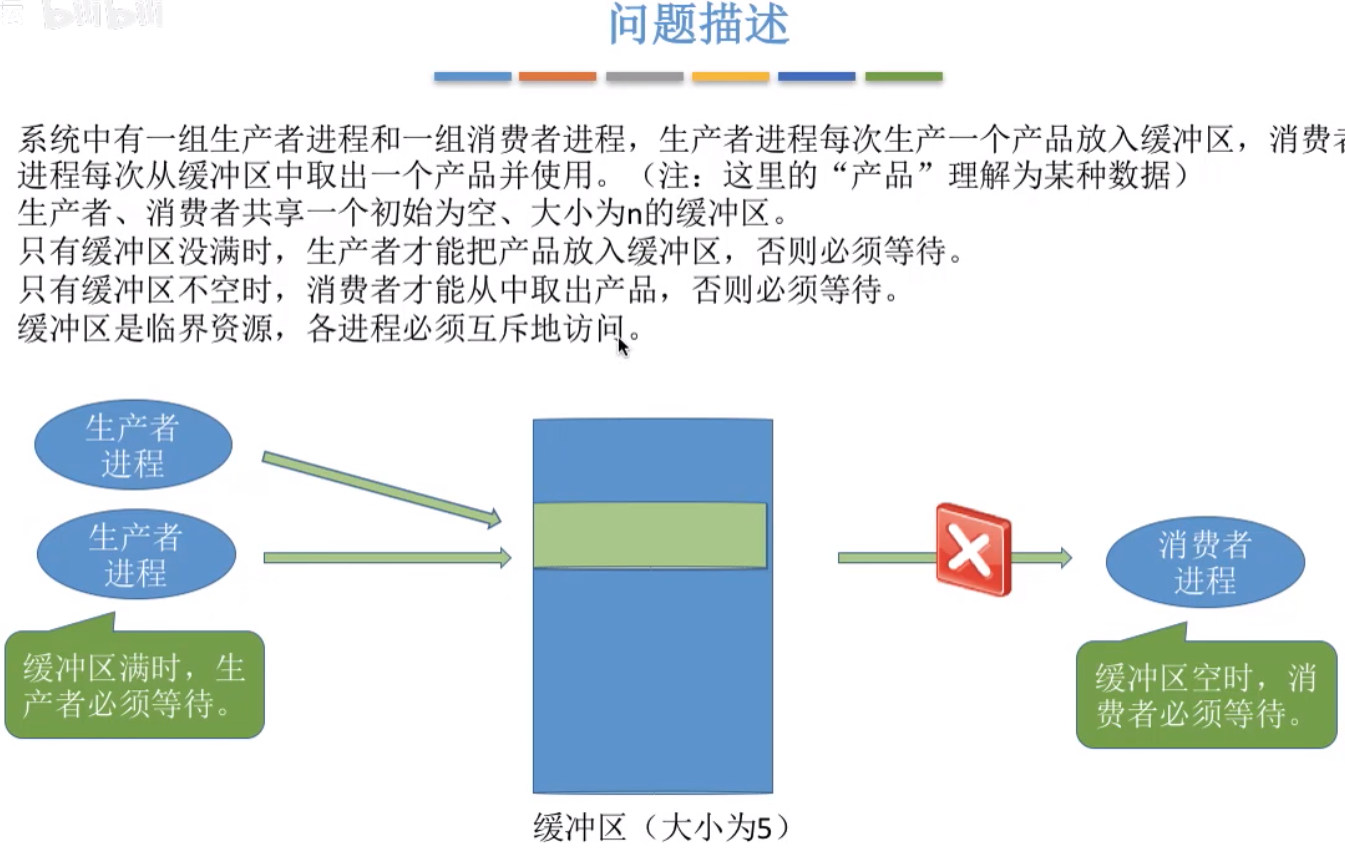 bilibili
问题描述
系统中有一组生产者进程和一组消费者进程，生产者进程每次生产一个产品放入缓冲区，消费者
进程每次从缓冲区中取出一个产品并使用。（注：这里的“产品”理解为某种数据）
生产者、消费者共享一个初始为空、大小为n的缓冲区。
只有缓冲区没满时，生产者才能把产品放入缓冲区，否则必须等待。
只有缓冲区不空时，消费者才能从中取出产品，否则必须等待。
缓冲区是临界资源，各进程必须互斥地访问。
生产者
进程
生产者
进程
消费者
进程
缓冲区满时，生
产者必须等待。
缓冲区空时，消
费者必须等待。
缓冲区（大小为5）